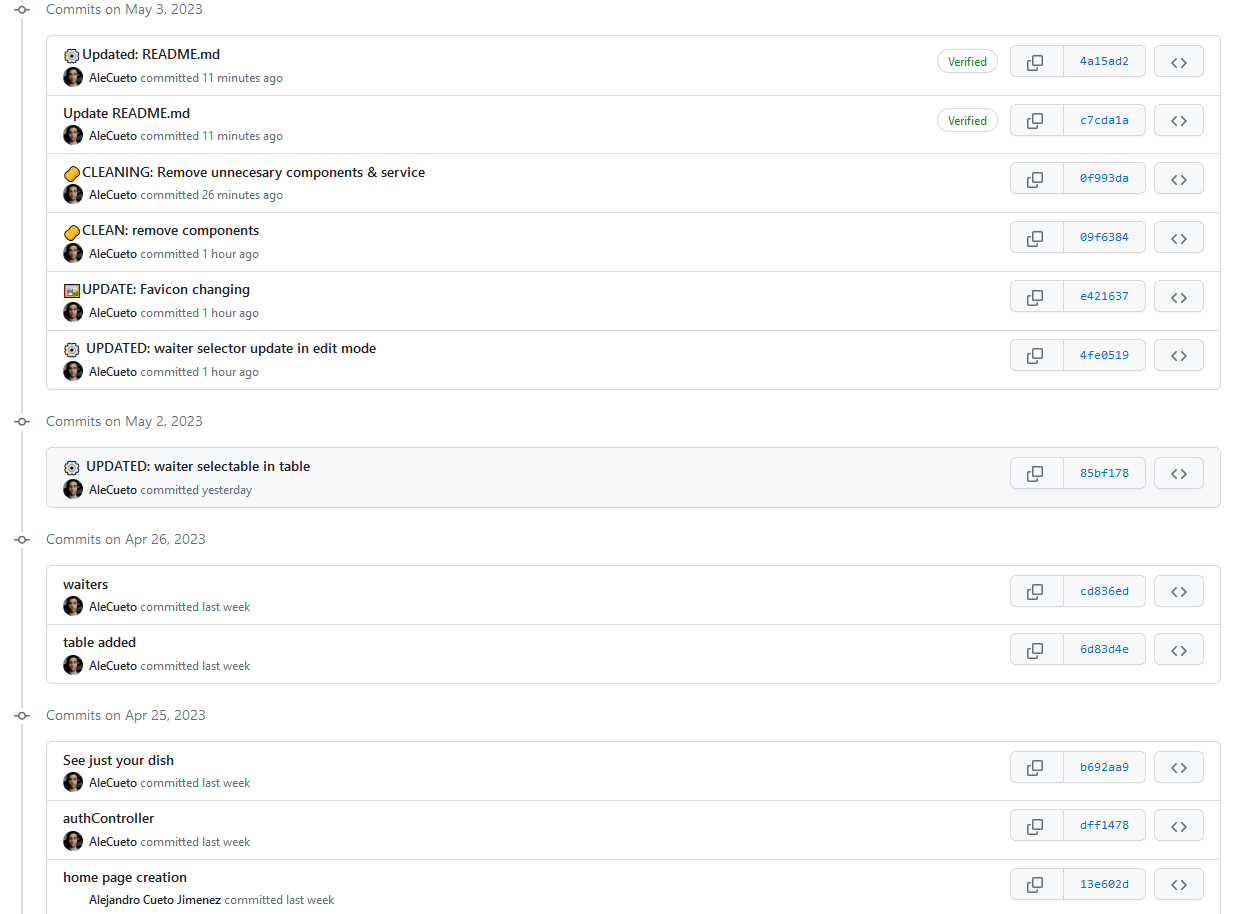 Commits on May 3, 2023
Updated: README.md
Verified
4a15ad2
AleCueto committed 11 minutes ago
Update README.md
Verified
c7cda1a
AleCueto committed 11 minutes ago
CLEANING: Remove unnecesary components & service
0f993da
AleCueto committed 26 minutes ago
CLEAN: remove components
09f6384
AleCueto committed 1 hour ago
UPDATE: Favicon changing
e421637
AleCueto committed 1 hour ago
UPDATED: waiter selector update in edit mode
4fe0519
AleCueto committed 1 hour ago
Commits on May 2, 2023
UPDATED: waiter selectable in table
85bf178
AleCueto committed yesterday
Commits on Apr 26, 2023
waiters
cd836ed
AleCueto committed last week
table added
6d83d4e
AleCueto committed last week
Commits on Apr 25, 2023
See just your dish
b692aa9
AleCueto committed last week
authController
dff1478
AleCueto committed last week
home page creation
13e602d
Alejandro Cueto Jimenez committed last week